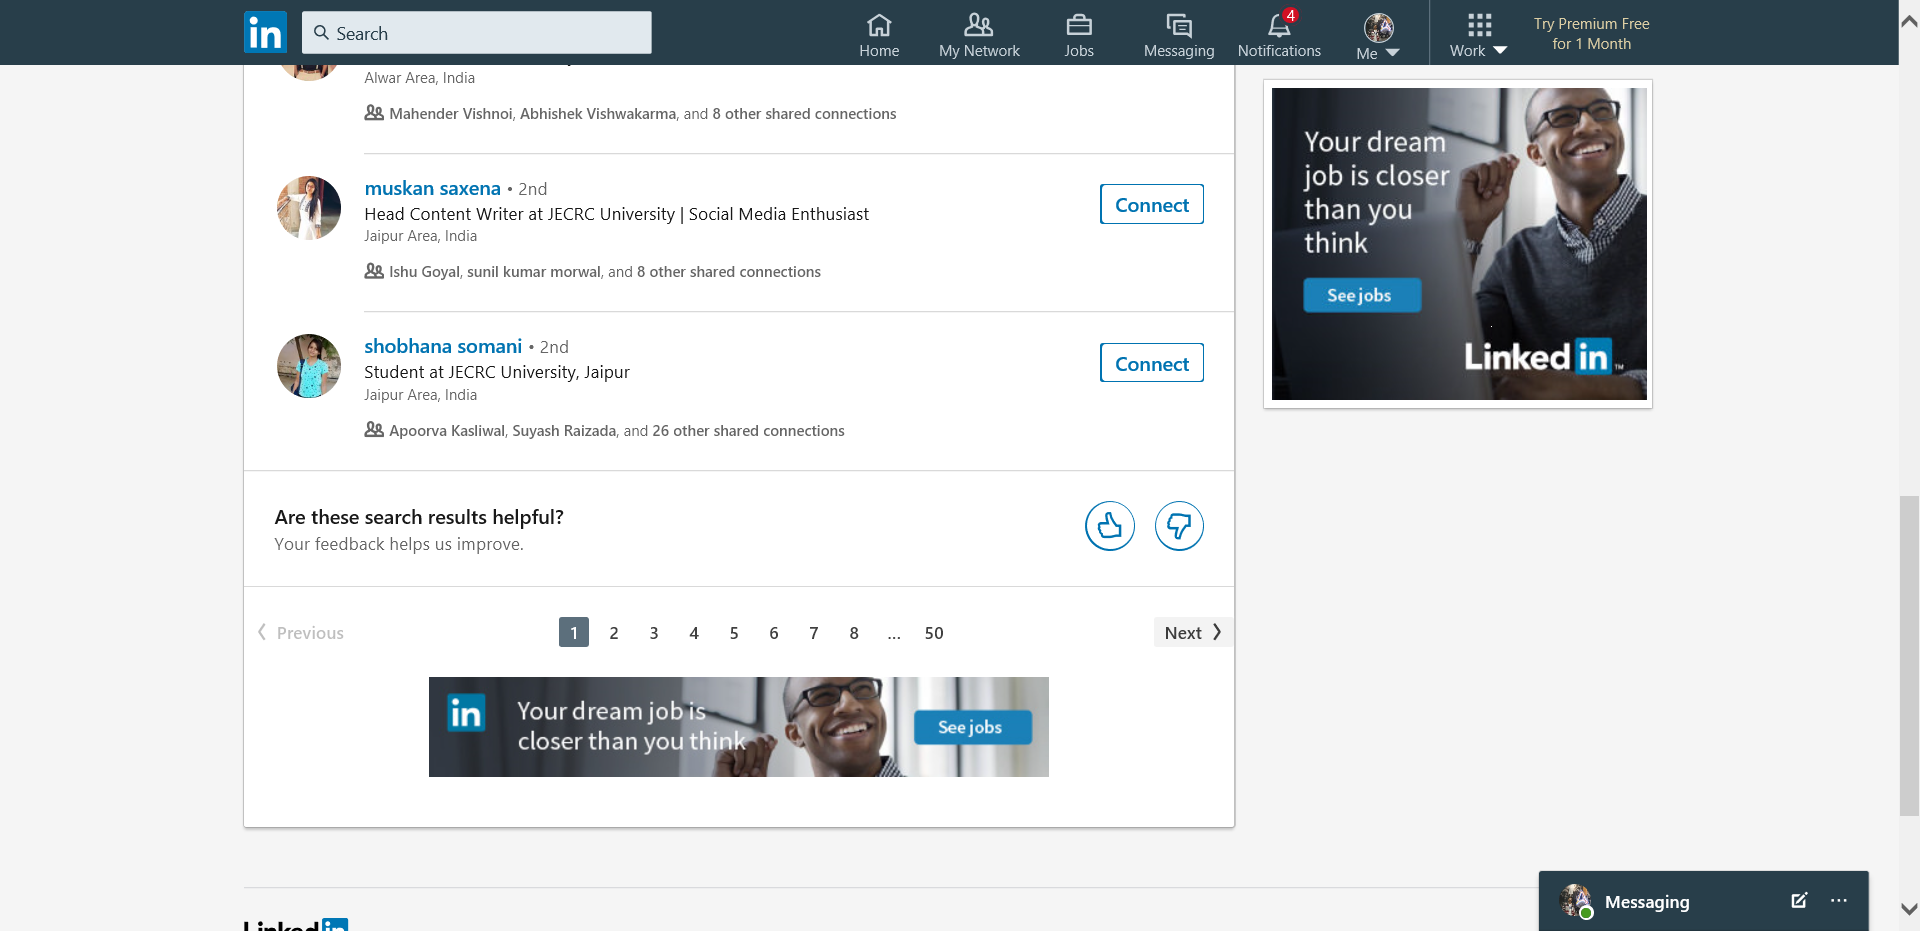 in
Search
Home
My Network
Jobs
Messaging
4
Notifications
Me
Work
Try Premium Free
for 1 Month
Alwar Area, India
Mahender Vishnoi, Abhishek Vishwakarma, and 8 other shared connections
muskan saxena • 2nd
Head Content Writer at JECRC University | Social Media Enthusiast
Jaipur Area, India
Ishu Goyal, sunil kumar morwal, and 8 other shared connections
Connect
shobhana somani • 2nd
Student at JECRC University, Jaipur
Jaipur Area, India
Apoorva Kasliwal, Suyash Raizada, and 26 other shared connections
Connect
Your dream
job is closer
than you
think
See jobs
Linked in ™
Are these search results helpful?
Your feedback helps us improve.
Previous
1 2 3 4 5 6 7 8 ... 50
Next
in
Your dream job is
closer than you think
See jobs
Linked in
Messaging